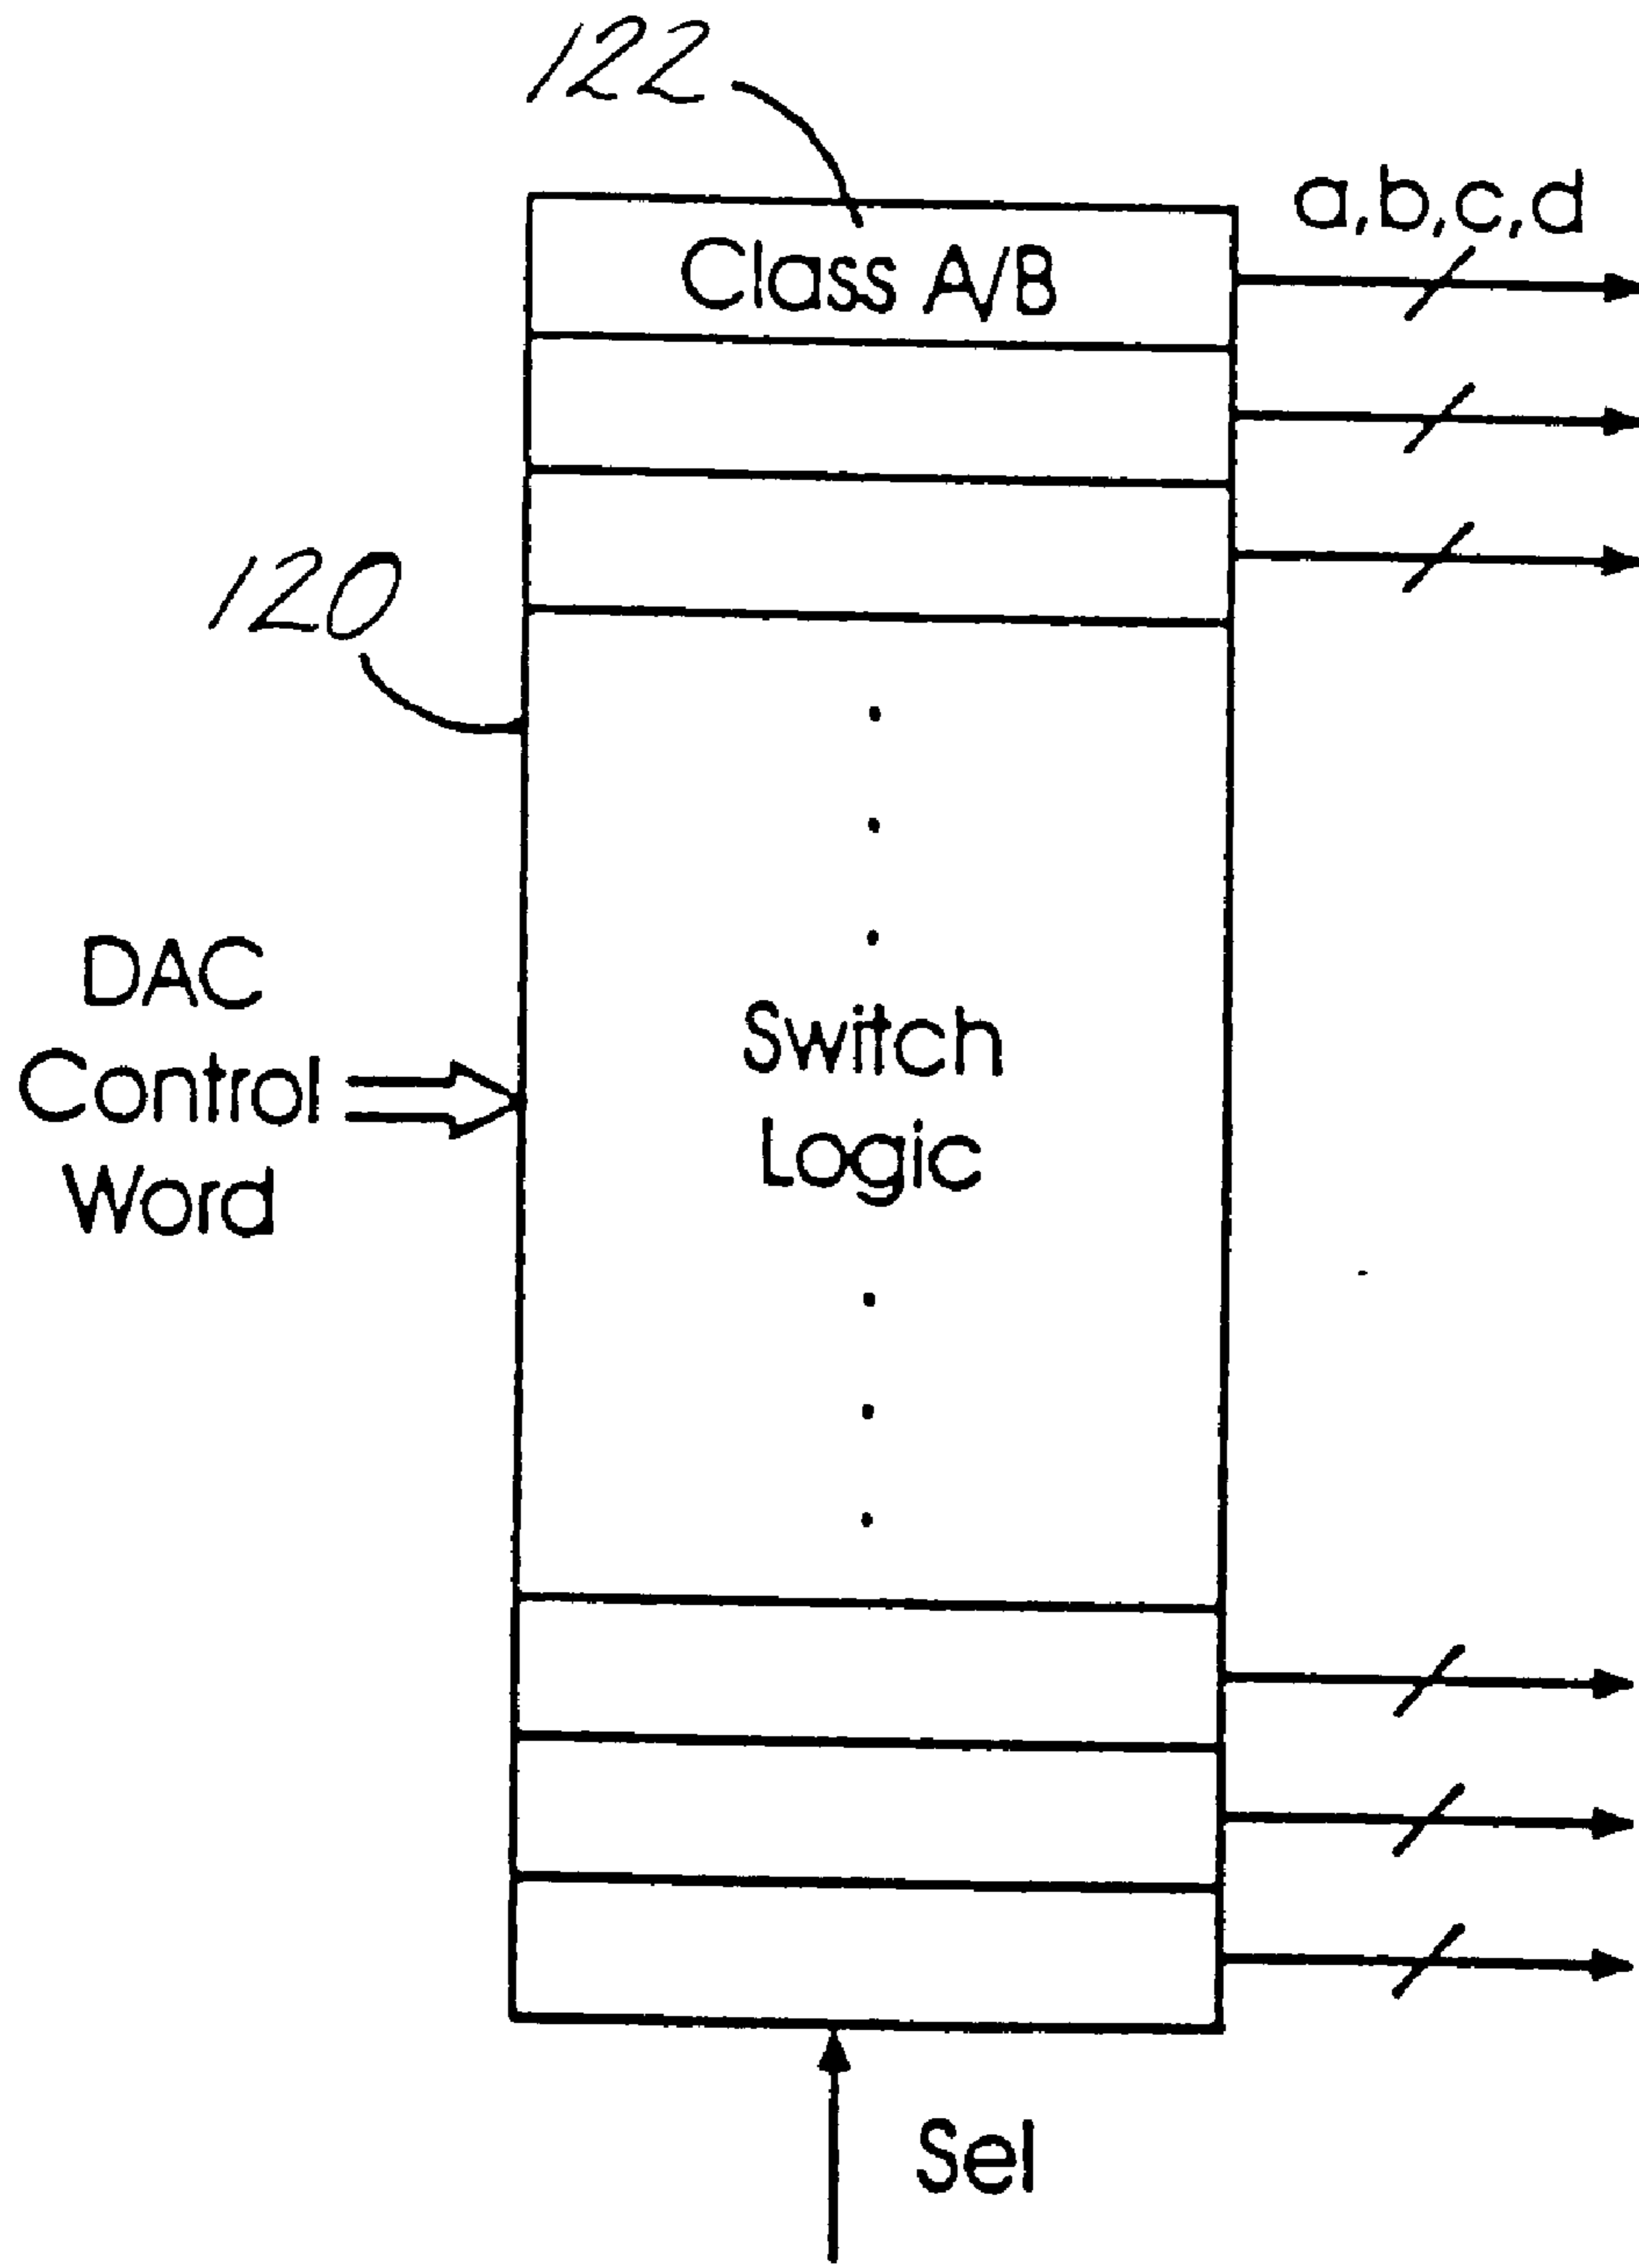 122
a,b,c,d
Class A/B
120
DAC
Control
Word
Switch
Logic
Sel